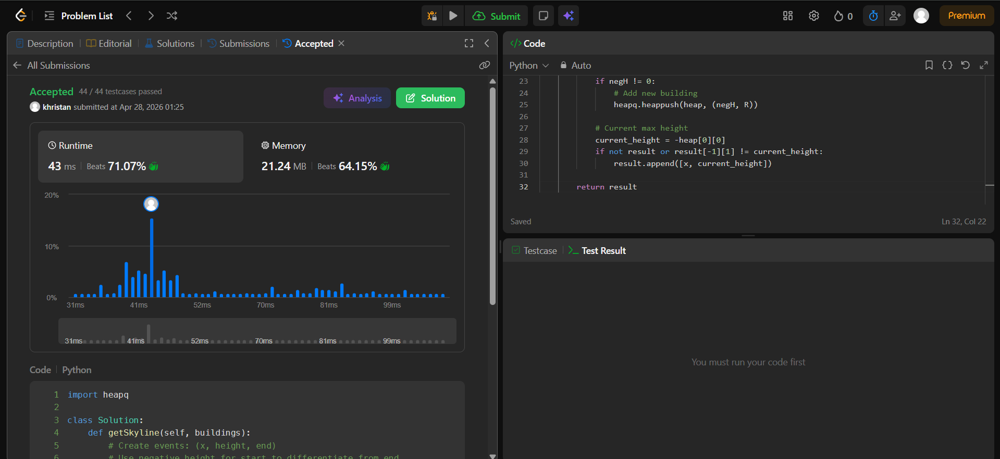 Problem List
Submit
0
Premium
Description
Editorial
Solutions
Submissions
Accepted
All Submissions
Accepted 44 / 44 testcases passed
khristan submitted at Apr 28, 2026 01:25
Analysis
Solution
Runtime
43 ms Beats 71.07%
Memory
21.24 MB Beats 64.15%
20%
10%
0%
31ms 41ms 52ms 70ms 81ms 99ms
31ms 41ms 52ms 70ms 81ms 99ms
Code Python
1 import heapq
2
3 class Solution:
4 def getSkyline(self, buildings):
5 # Create events: (x, height, end)
6 # Use negative height for start to differentiate from end
Code
Python Auto
23 if negH != 0:
24 # Add new building
25 heapq.heappush(heap, (negH, R))
26
27 # Current max height
28 current_height = -heap[0][0]
29 if not result or result[-1][1] != current_height:
30 result.append([x, current_height])
31
32 return result
Saved
Ln 32, Col 22
Testcase
Test Result
You must run your code first